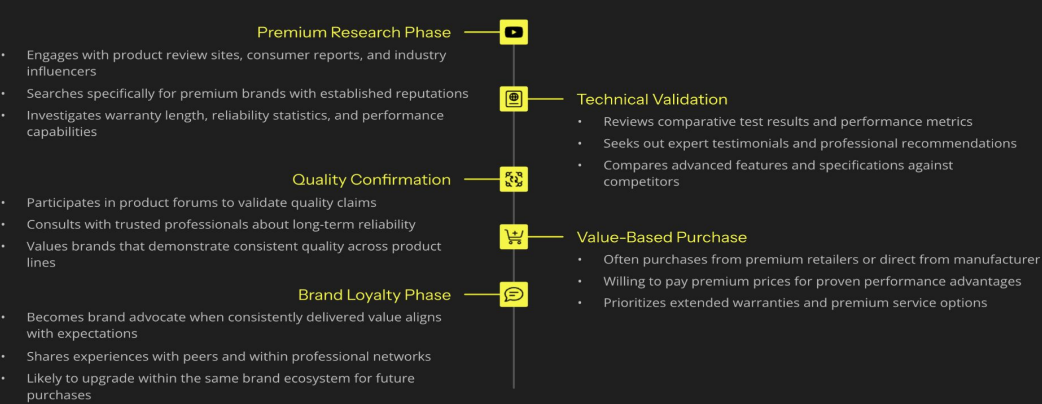 Premium Research Phase
• Engages with product review sites, consumer reports, and industry
influencers
• Searches specifically for premium brands with established reputations
• Investigates warranty length, reliability statistics, and performance
capabilities
Technical Validation
• Reviews comparative test results and performance metrics
• Seeks out expert testimonials and professional recommendations
• Compares advanced features and specifications against
competitors
Quality Confirmation
• Participates in product forums to validate quality claims
• Consults with trusted professionals about long-term reliability
• Values brands that demonstrate consistent quality across product
lines
Value-Based Purchase
• Often purchases from premium retailers or direct from manufacturer
• Willing to pay premium prices for proven performance advantages
• Prioritizes extended warranties and premium service options
Brand Loyalty Phase
• Becomes brand advocate when consistently delivered value aligns
with expectations
• Shares experiences with peers and within professional networks
• Likely to upgrade within the same brand ecosystem for future
purchases